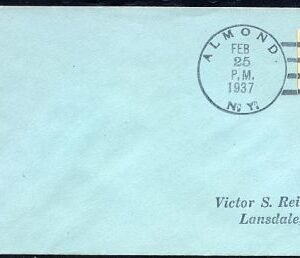 ALMOND
FEB
25
P.M.
1937
N. Y.
Victor S. Rei
Lansdale,